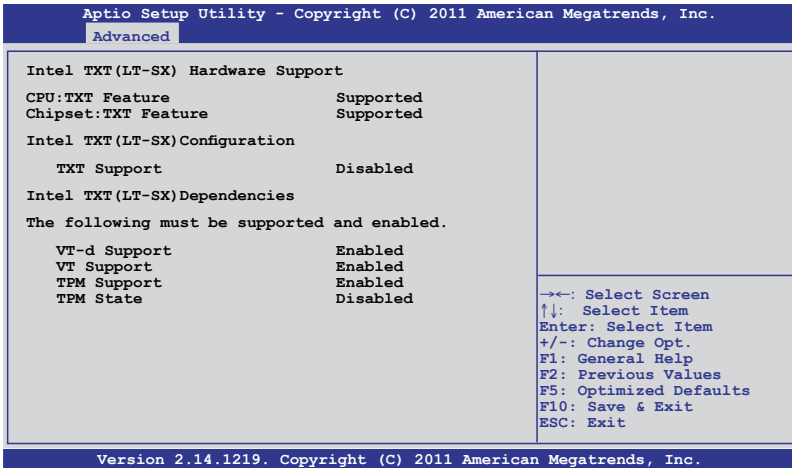 Aptio Setup Utility - Copyright (C) 2011 American Megatrends, Inc.
Advanced
Intel TXT(LT-SX) Hardware Support
CPU:TXT Feature Supported
Chipset:TXT Feature Supported
Intel TXT(LT-SX)Configuration
TXT Support Disabled
Intel TXT(LT-SX)Dependencies
The following must be supported and enabled.
VT-d Support Enabled
VT Support Enabled
TPM Support Enabled
TPM State Disabled
→←: Select Screen
↑↓: Select Item
Enter: Select Item
+/-: Change Opt.
F1: General Help
F2: Previous Values
F5: Optimized Defaults
F10: Save & Exit
ESC: Exit
Version 2.14.1219. Copyright (C) 2011 American Megatrends, Inc.